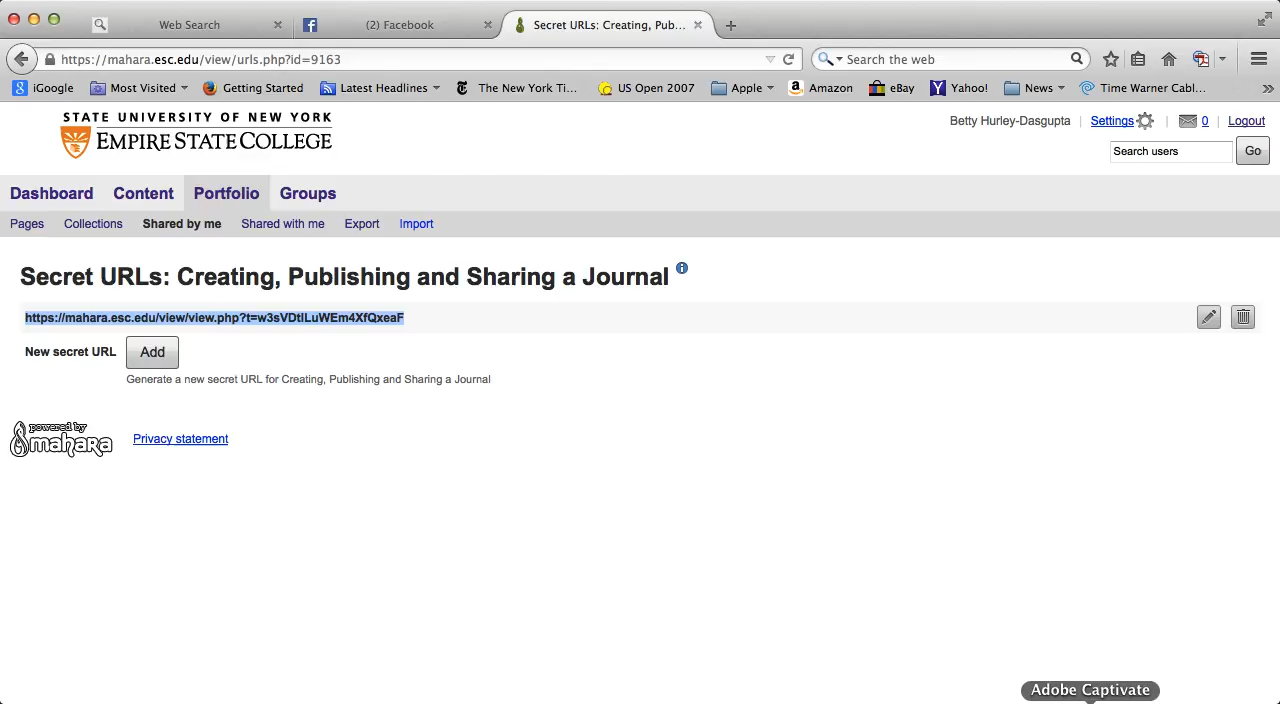 Web Search
(2) Facebook
Secret URLs: Creating, Pub...
https://mahara.esc.edu/view/urls.php?id=9163
Search the web
iGoogle
Most Visited
Getting Started
Latest Headlines
The New York Ti...
US Open 2007
Apple
Amazon
eBay
Yahoo!
News
Time Warner Cabl...
STATE UNIVERSITY OF NEW YORK
EMPIRE STATE COLLEGE
Betty Hurley-Dasgupta | Settings | 0 | Logout
Search users Go
Dashboard Content Portfolio Groups
Pages Collections Shared by me Shared with me Export Import
Secret URLs: Creating, Publishing and Sharing a Journal
https://mahara.esc.edu/view/view.php?t=w3sVDtlLuWEm4XfQxeaF
New secret URL Add
Generate a new secret URL for Creating, Publishing and Sharing a Journal
powered by
mahara
Privacy statement
Adobe Captivate